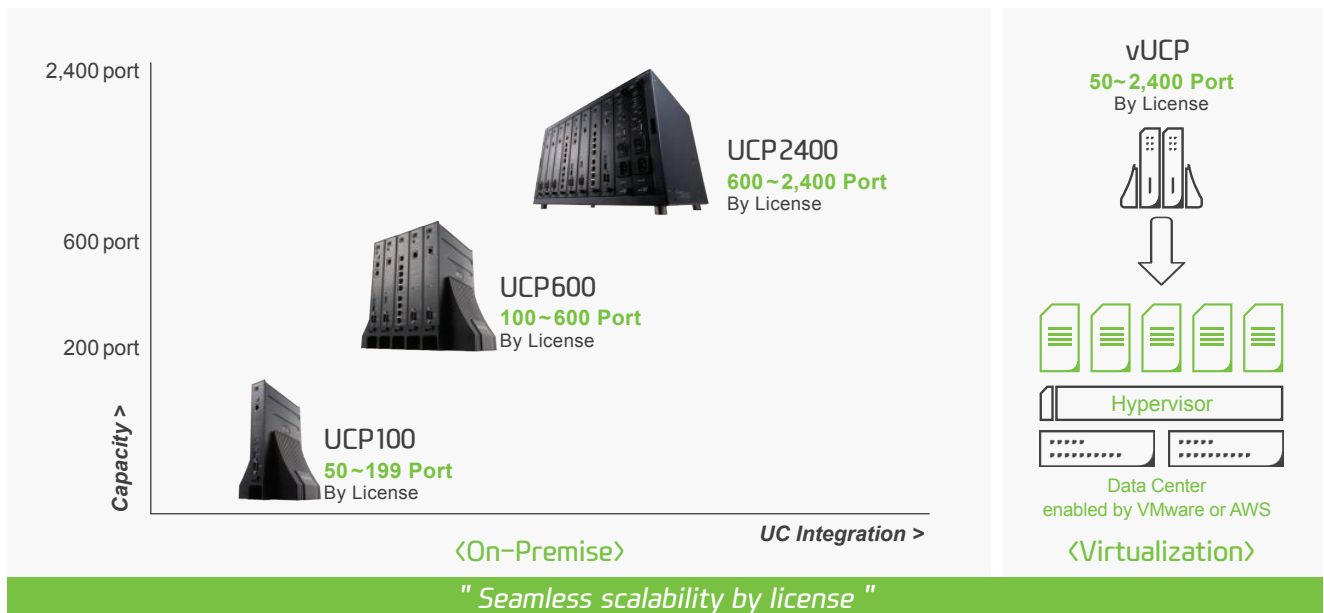 2,400 port
600 port
200 port
Capacity >
UCP2400
600~2,400 Port
By License
UCP600
100~600 Port
By License
UCP100
50~199 Port
By License
UC Integration >
<On-Premise>
vUCP
50~2,400 Port
By License
Hypervisor
Data Center
enabled by VMware or AWS
<Virtualization>
" Seamless scalability by license "